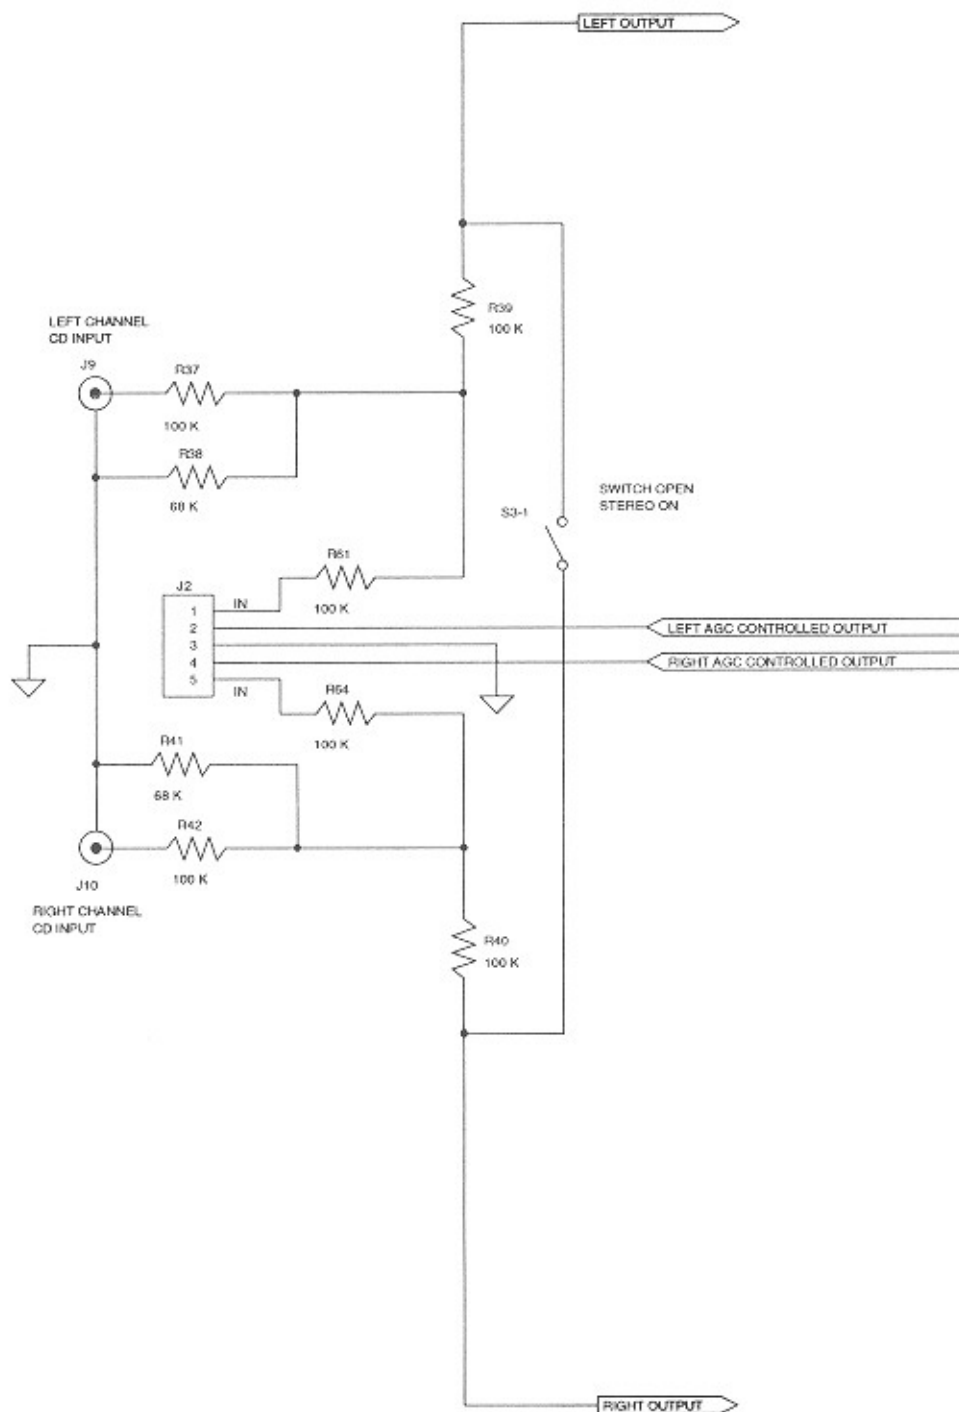 LEFT OUTPUT
R39
100 K
LEFT CHANNEL
CD INPUT
J9
R37
100 K
R38
68 K
SWITCH OPEN
STEREO ON
S3-1
R61
100 K
J2
1
2
3
4
5
IN
IN
LEFT AGC CONTROLLED OUTPUT
RIGHT AGC CONTROLLED OUTPUT
R64
100 K
R41
68 K
R42
100 K
J10
RIGHT CHANNEL
CD INPUT
R40
100 K
RIGHT OUTPUT